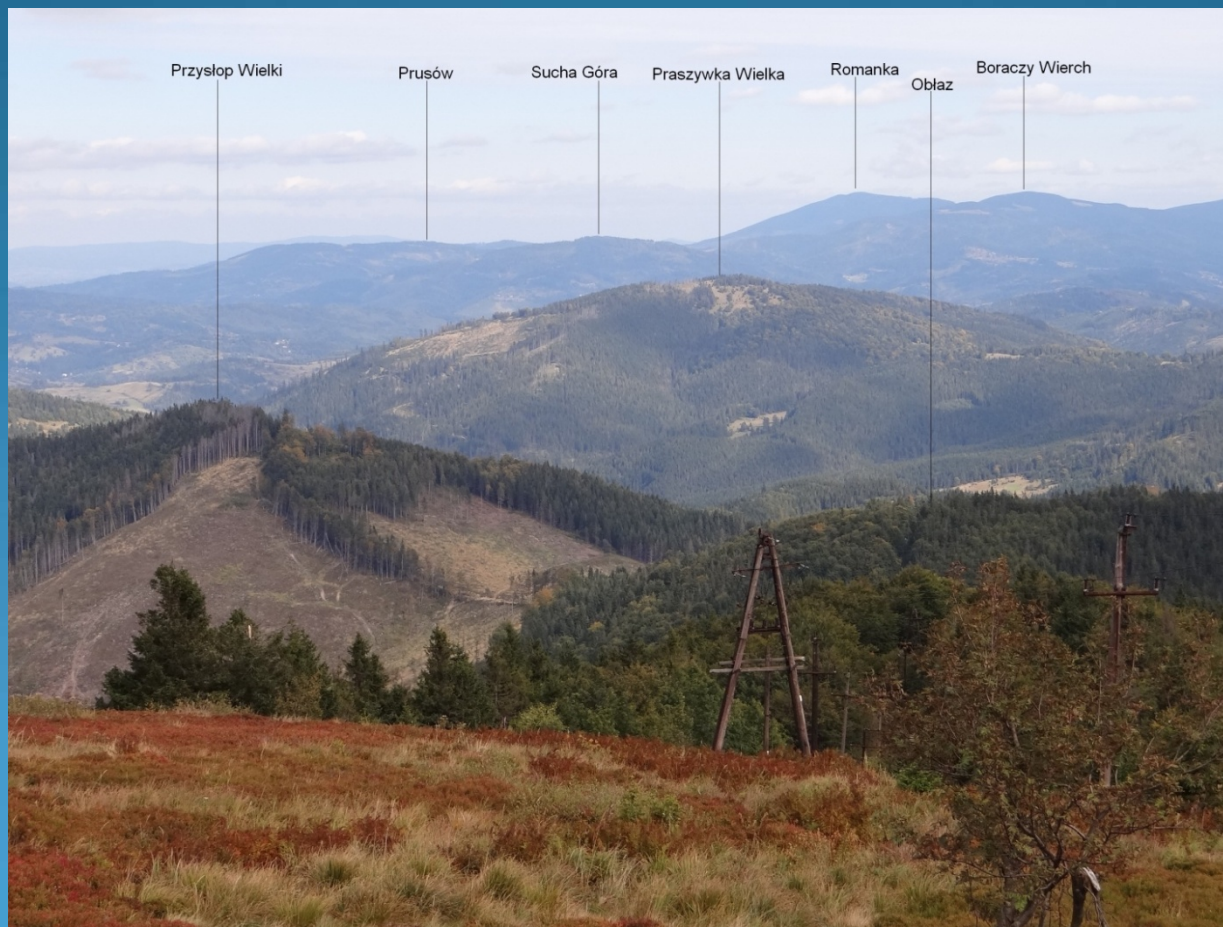 Przysłop Wielki
Prusów
Sucha Góra
Praszywka Wielka
Romanka
Obłaz
Boraczy Wierch